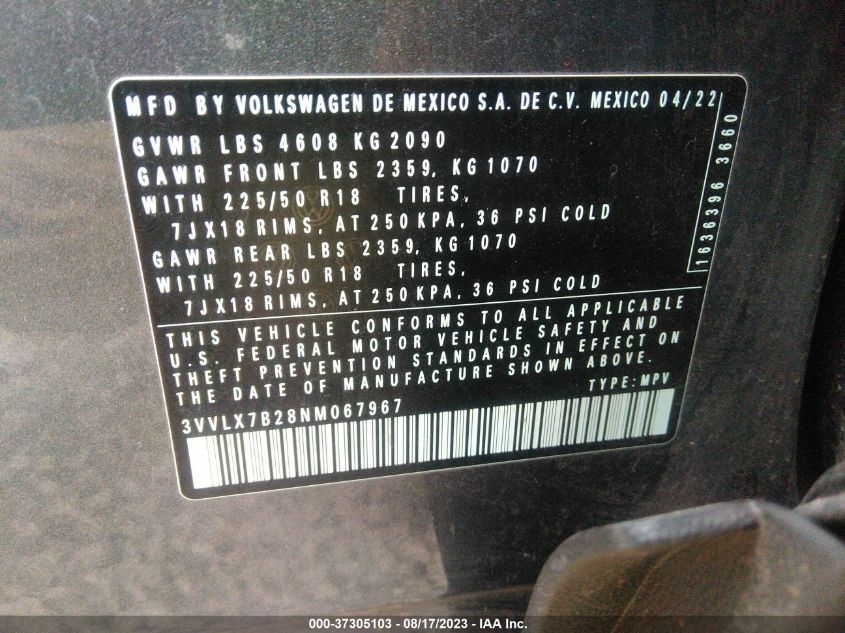 MFD BY VOLKSWAGEN DE MEXICO S.A. DE C.V. MEXICO 04/22
GVWR LBS 4608 KG 2090
GAWR FRONT LBS 2359, KG 1070
WITH 225/50 R18 TIRES,
7JX18 RIMS, AT 250 KPA, 36 PSI COLD
GAWR REAR LBS 2359, KG 1070
WITH 225/50 R18 TIRES,
7JX18 RIMS, AT 250 KPA, 36 PSI COLD
1636396 3660
THIS VEHICLE CONFORMS TO ALL APPLICABLE
U.S. FEDERAL MOTOR VEHICLE SAFETY AND
THEFT PREVENTION STANDARDS IN EFFECT ON
THE DATE OF MANUFACTURE SHOWN ABOVE.
TYPE: MPV
3VVLX7B28NM067967
000-37305103 - 08/17/2023 - IAA Inc.